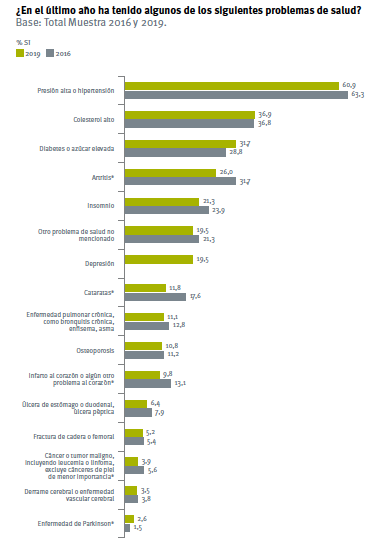 ¿En el último año ha tenido algunos de los siguientes problemas de salud?
Base: Total Muestra 2016 y 2019.
% SI
2019 2016
Presión alta o hipertensión 60,9
63,3
Colesterol alto 36,9
36,8
Diabetes o azúcar elevada 31,7
28,8
Artritis* 26,0
31,7
Insomnio 21,3
23,9
Otro problema de salud no
mencionado
19,5
21,3
Depresión 19,5
Cataratas* 11,8
17,6
Enfermedad pulmonar crónica,
como bronquitis crónica,
enfisema, asma
11,1
12,8
Osteoporosis 10,8
11,2
Infarto al corazón o algún otro
problema al corazón*
9,8
13,1
Úlcera de estómago o duodenal,
úlcera péptica
6,4
7,9
Fractura de cadera o femoral 5,2
5,4
Cáncer o tumor maligno,
incluyendo leucemia o linfoma,
excluye cánceres de piel
de menor importancia*
3,9
5,6
Derrame cerebral o enfermedad
vascular cerebral
3,5
3,8
Enfermedad de Parkinson* 2,6
1,5